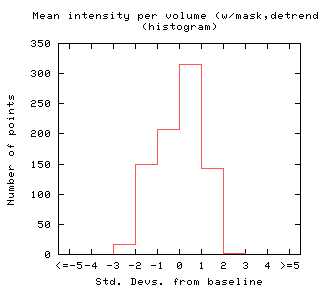 Mean intensity per volume (w/mask,detrend
(histogram)
350
300
250
200
150
100
50
0
Number of points
<=-5 -4 -3 -2 -1 0 1 2 3 4 >=5
Std. Devs. from baseline